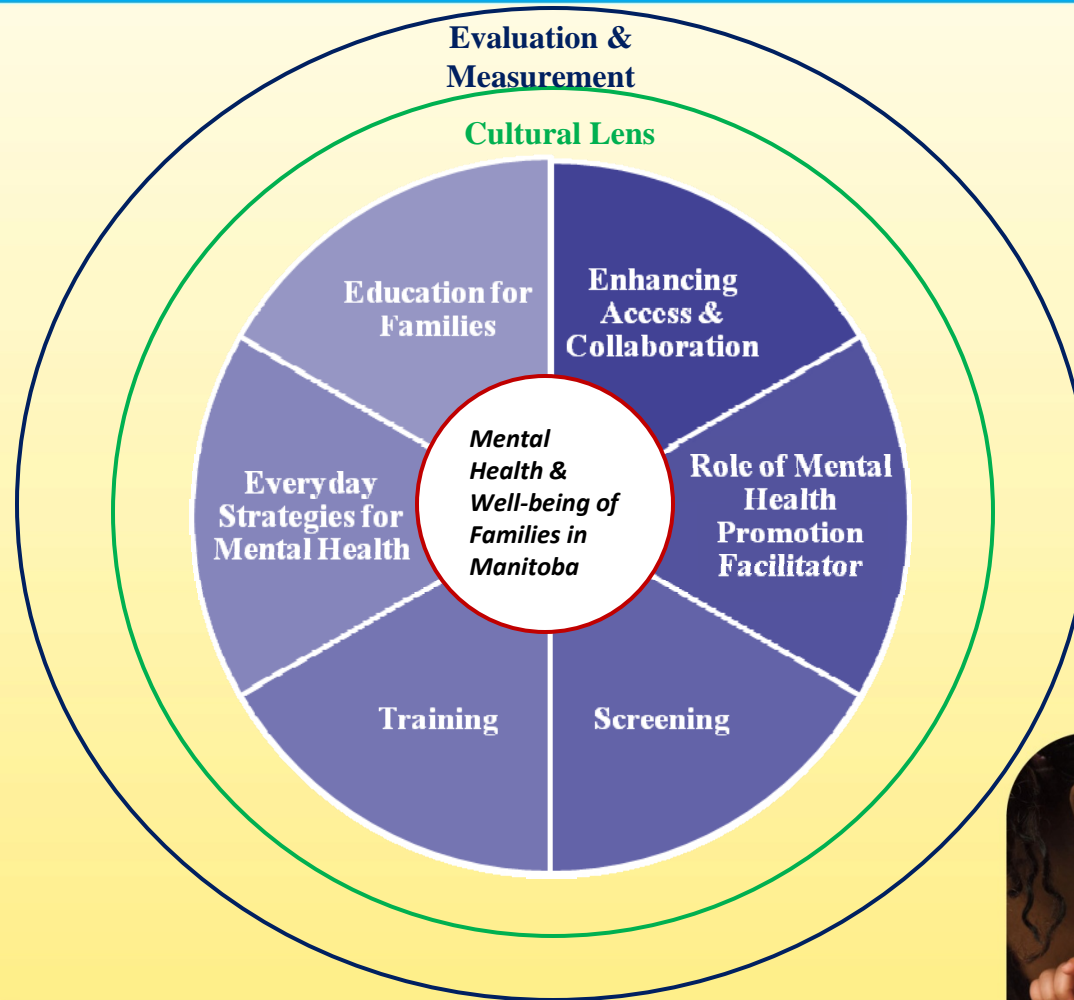 Evaluation &
Measurement
Cultural Lens
Education for
Families
Enhancing
Access &
Collaboration
Everyday
Strategies for
Mental Health
Mental
Health &
Well-being of
Families in
Manitoba
Role of Mental
Health
Promotion
Facilitator
Training
Screening